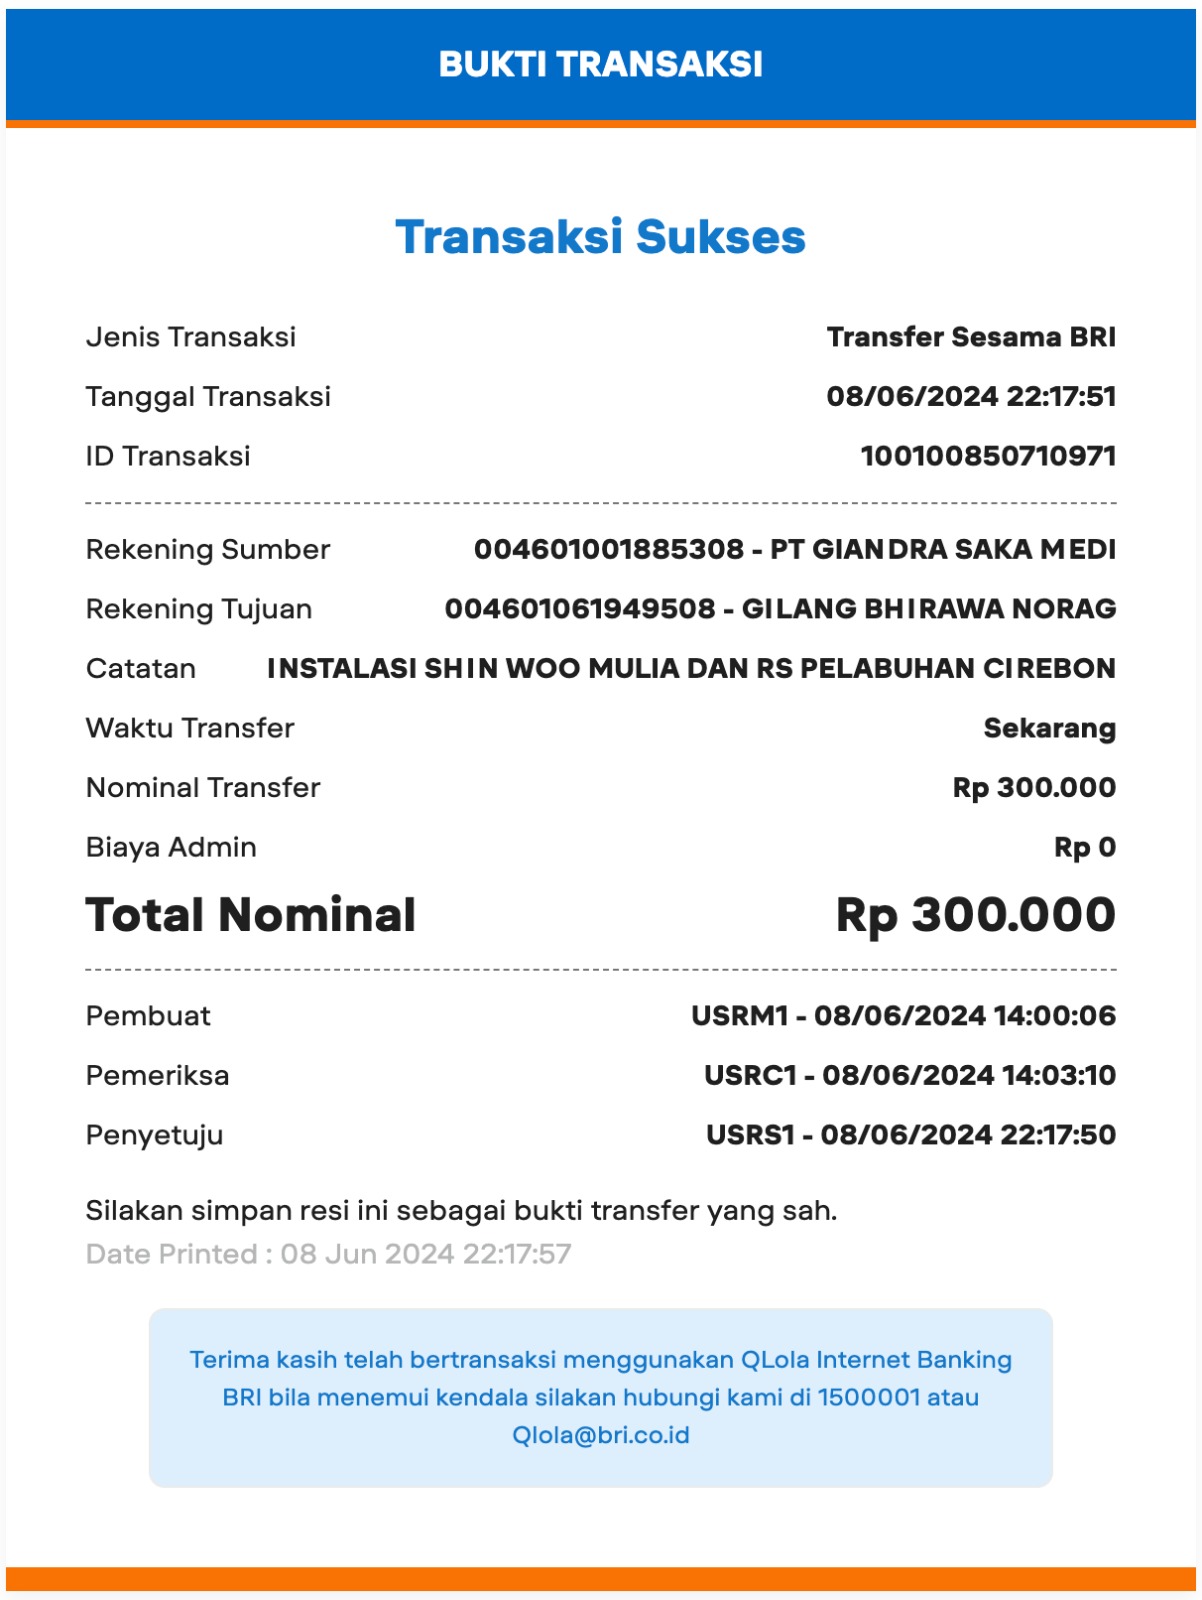 BUKTI TRANSAKSI
Transaksi Sukses
Jenis Transaksi Transfer Sesama BRI
Tanggal Transaksi 08/06/2024 22:17:51
ID Transaksi 100100850710971
Rekening Sumber 004601001885308 - PT GIANDRA SAKA MEDI
Rekening Tujuan 004601061949508 - GILANG BHIRAWA NORAG
Catatan INSTALASI SHIN WOO MULIA DAN RS PELABUHAN CIREBON
Waktu Transfer Sekarang
Nominal Transfer Rp 300.000
Biaya Admin Rp 0
Total Nominal Rp 300.000
Pembuat USRM1 - 08/06/2024 14:00:06
Pemeriksa USRC1 - 08/06/2024 14:03:10
Penyetuju USRS1 - 08/06/2024 22:17:50
Silakan simpan resi ini sebagai bukti transfer yang sah.
Date Printed : 08 Jun 2024 22:17:57
Terima kasih telah bertransaksi menggunakan QLola Internet Banking
BRI bila menemui kendala silakan hubungi kami di 1500001 atau
Qlola@bri.co.id